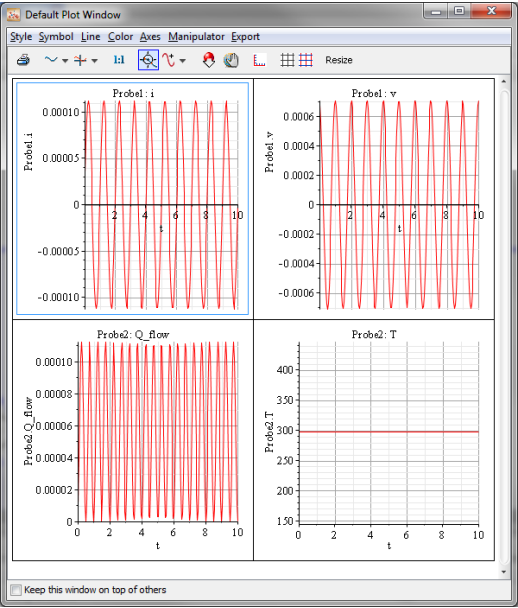 Default Plot Window
Style Symbol Line Color Axes Manipulator Export
1:1 Resize
Probe1: i
Probe1.i
0.00010
0.00005
0
-0.00005
-0.00010
2 4 6 8 10
t
Probe1: v
Probe1.v
0.0006
0.0004
0.0002
0
-0.0002
-0.0004
-0.0006
2 4 6 8 10
t
Probe2: Q_flow
Probe2.Q_flow
0.00010
0.00008
0.00006
0.00004
0.00002
0
0 2 4 6 8 10
t
Probe2: T
Probe2.T
400
350
300
250
200
150
0 2 4 6 8 10
t
Keep this window on top of others